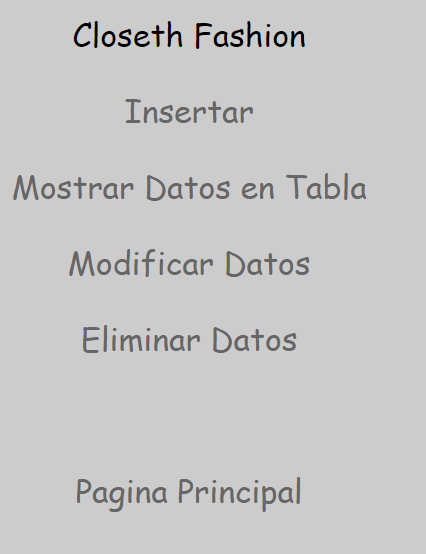 Closeth Fashion
Insertar
Mostrar Datos en Tabla
Modificar Datos
Eliminar Datos
Pagina Principal